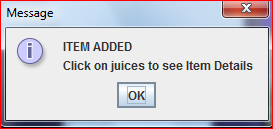 Message
ITEM ADDED
Click on juices to see Item Details
OK